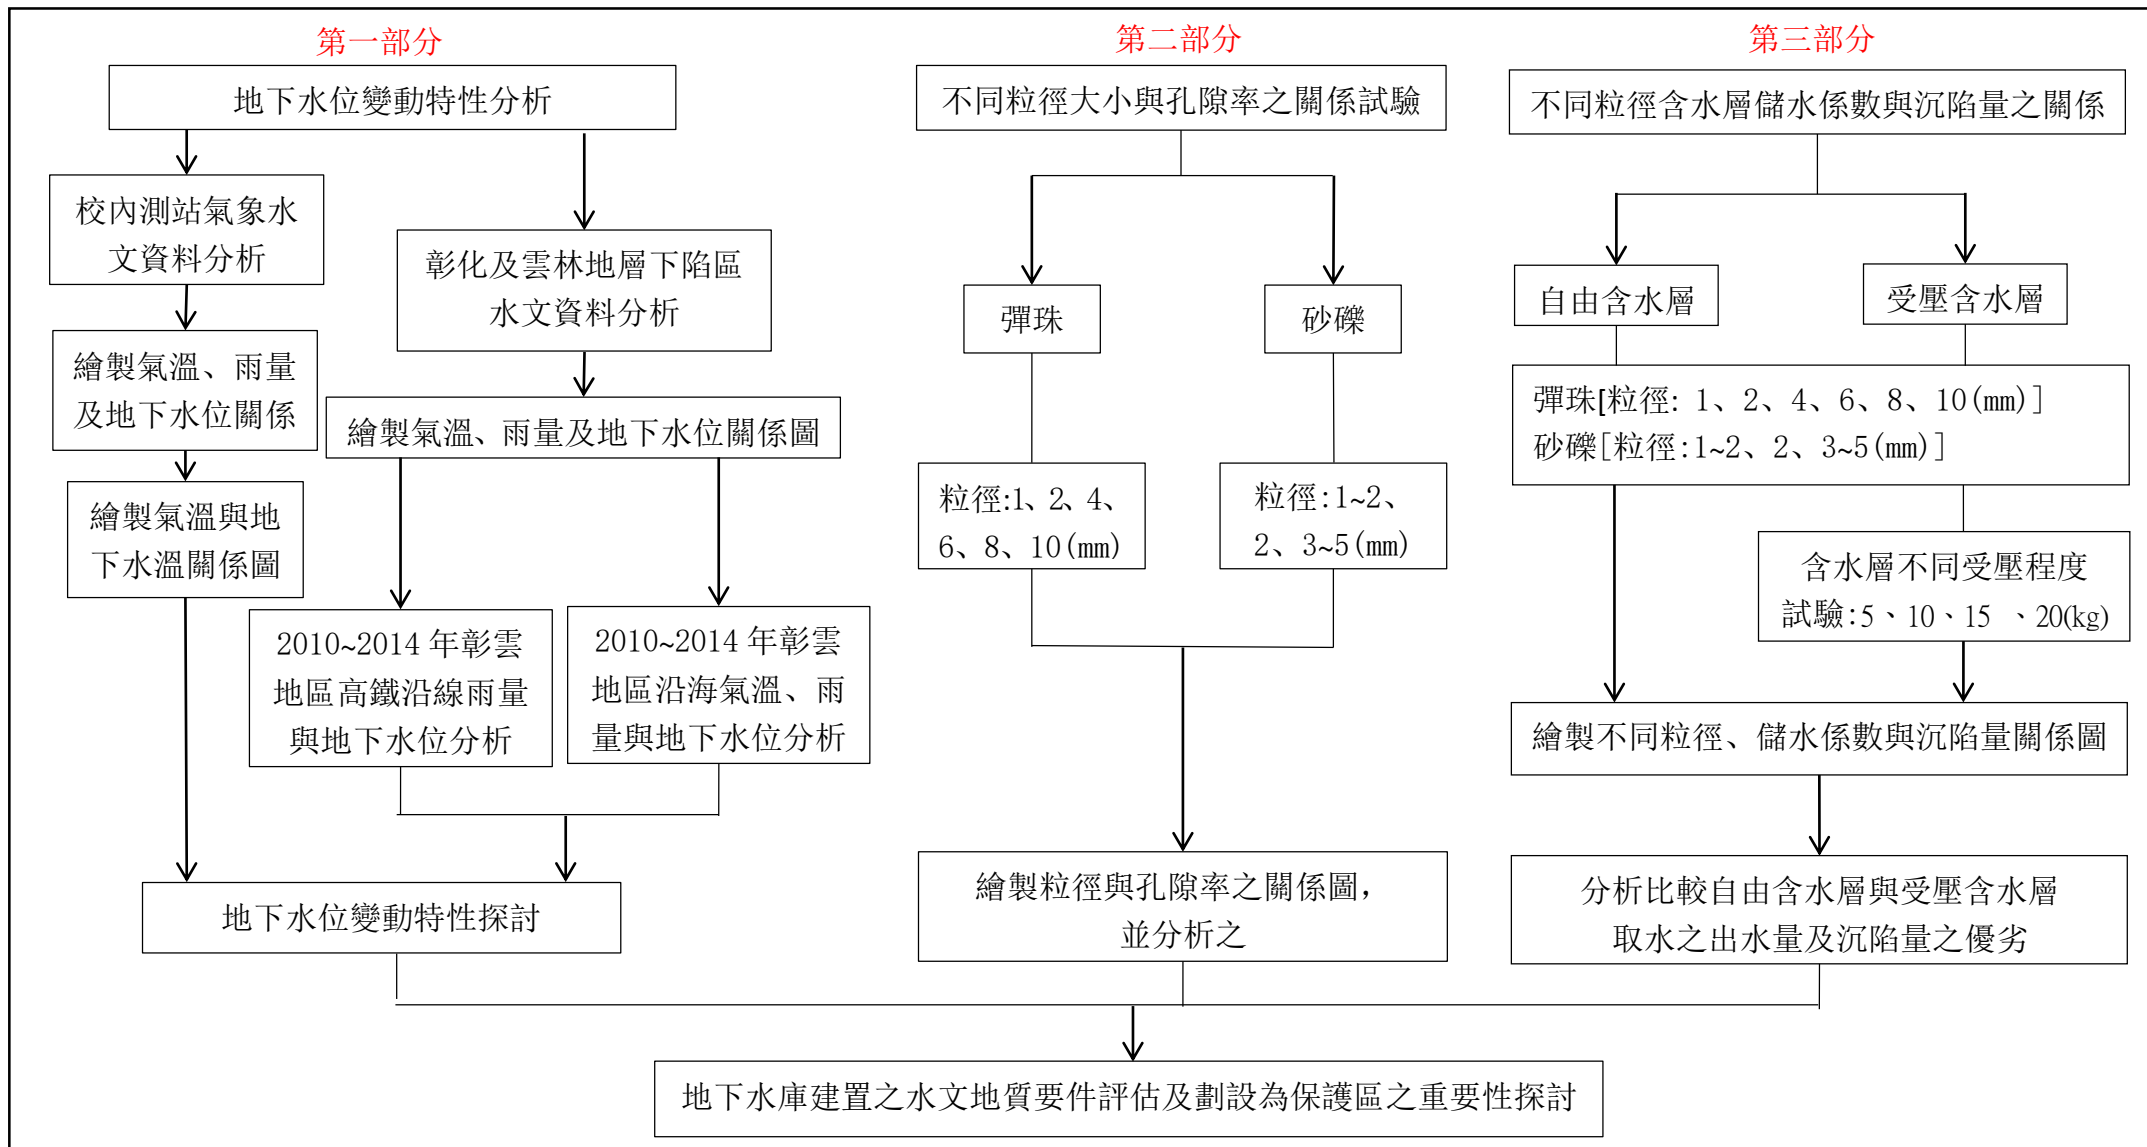 第一部分
地下水位變動特性分析
校內測站氣象水
文資料分析
彰化及雲林地層下陷區
水文資料分析
繪製氣溫、雨量
及地下水位關係
繪製氣溫、雨量及地下水位關係圖
繪製氣溫與地
下水溫關係圖
2010~2014 年彰雲
地區高鐵沿線雨量
與地下水位分析
2010~2014 年彰雲
地區沿海氣溫、雨
量與地下水位分析
地下水位變動特性探討
第二部分
不同粒徑大小與孔隙率之關係試驗
彈珠
砂礫
粒徑:1、2、4、
6、8、10(mm)
粒徑:1~2、
2、3~5(mm)
繪製粒徑與孔隙率之關係圖，
並分析之
第三部分
不同粒徑含水層儲水係數與沉陷量之關係
自由含水層
受壓含水層
彈珠[粒徑: 1、2、4、6、8、10(mm)]
砂礫[粒徑:1~2、2、3~5(mm)]
含水層不同受壓程度
試驗:5、10、15 、20(kg)
繪製不同粒徑、儲水係數與沉陷量關係圖
分析比較自由含水層與受壓含水層
取水之出水量及沉陷量之優劣
地下水庫建置之水文地質要件評估及劃設為保護區之重要性探討